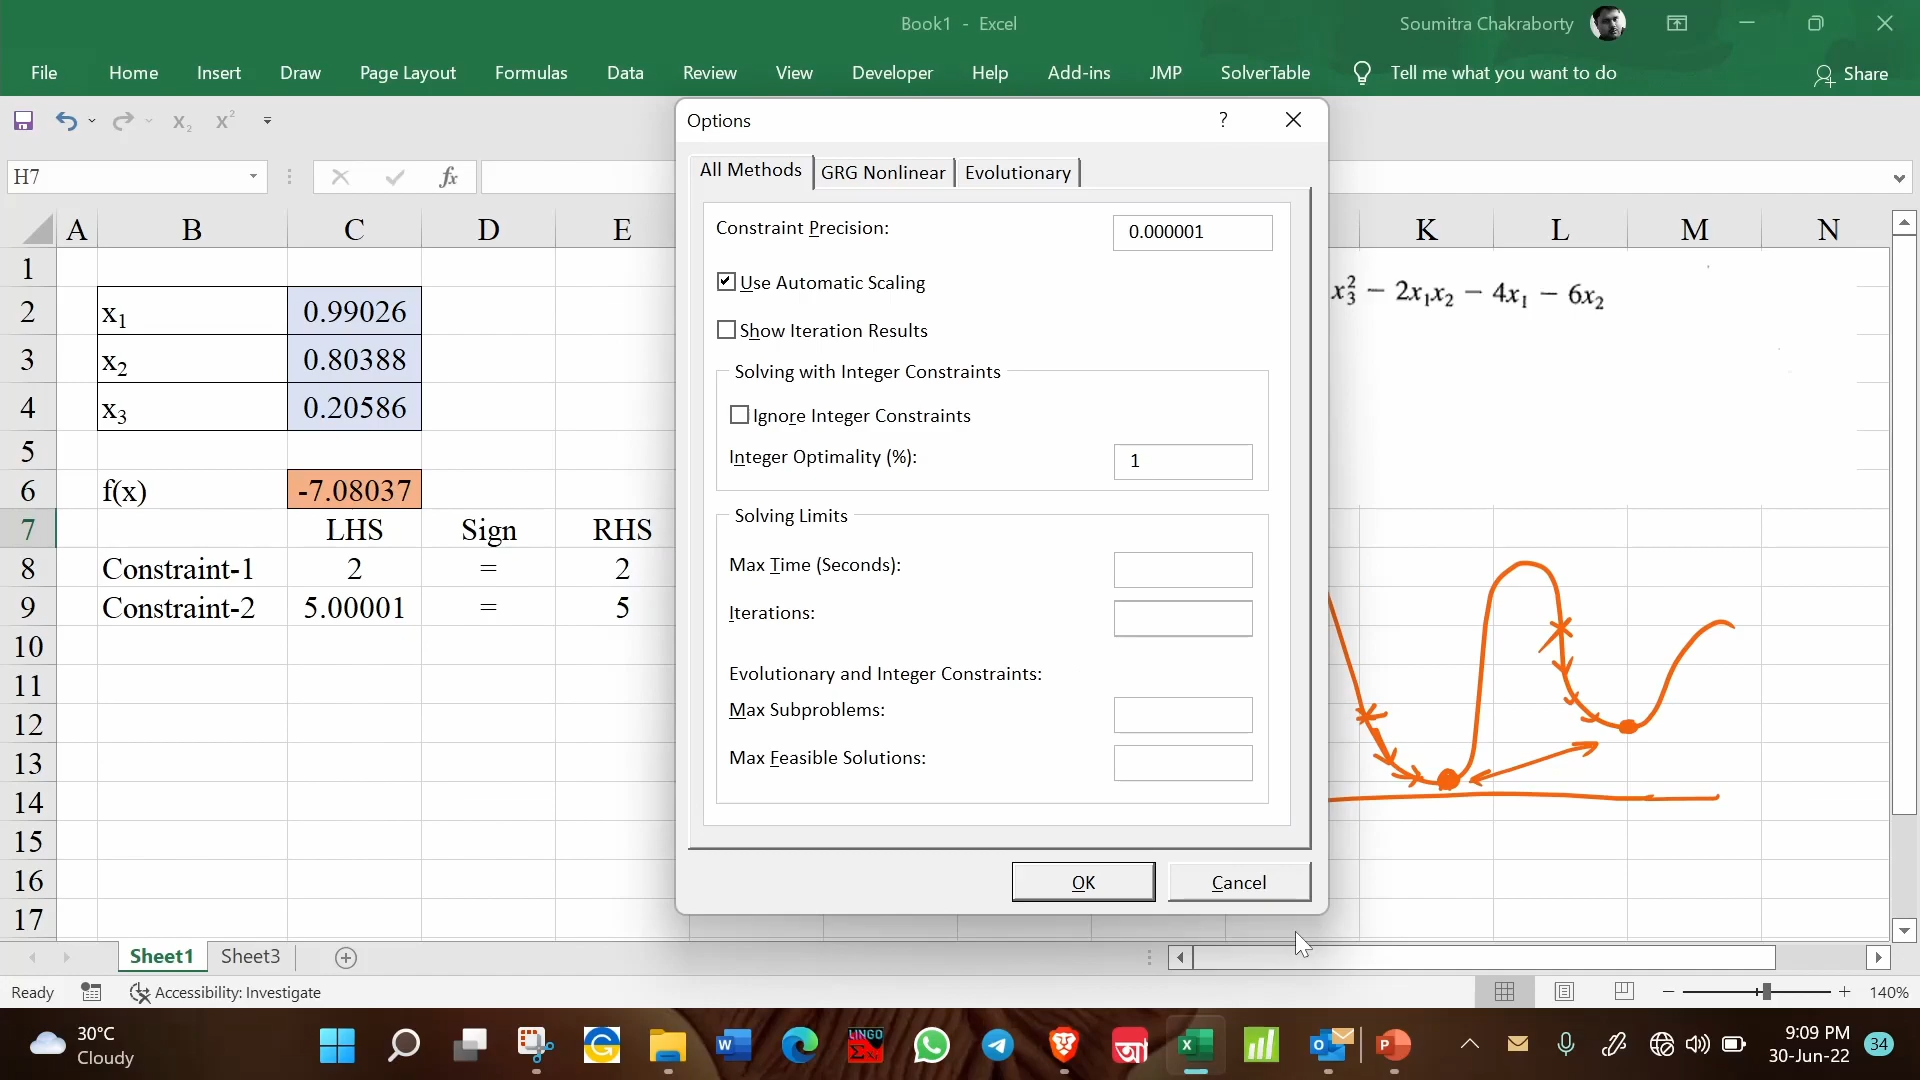 Book1 - Excel
Soumitra Chakraborty
File Home Insert Draw Page Layout Formulas Data Review View Developer Help Add-ins JMP SolverTable Tell me what you want to do Share
x₂ x²
H7 fx
Options ?
All Methods GRG Nonlinear Evolutionary
Constraint Precision: 0.000001
Use Automatic Scaling
Show Iteration Results
Solving with Integer Constraints
Ignore Integer Constraints
Integer Optimality (%): 1
Solving Limits
Max Time (Seconds):
Iterations:
Evolutionary and Integer Constraints:
Max Subproblems:
Max Feasible Solutions:
OK Cancel
A B C D E K L M N
1
2 x₁ 0.99026
3 x₂ 0.80388
4 x₃ 0.20586
5
6 f(x) -7.08037
7 LHS Sign RHS
8 Constraint-1 2 = 2
9 Constraint-2 5.00001 = 5
10
11
12
13
14
15
16
17
x₃² − 2x₁x₂ − 4x₁ − 6x₂
Sheet1 Sheet3
Ready Accessibility: Investigate 140%
30°C
Cloudy
LINGO
9:09 PM
30-Jun-22
34